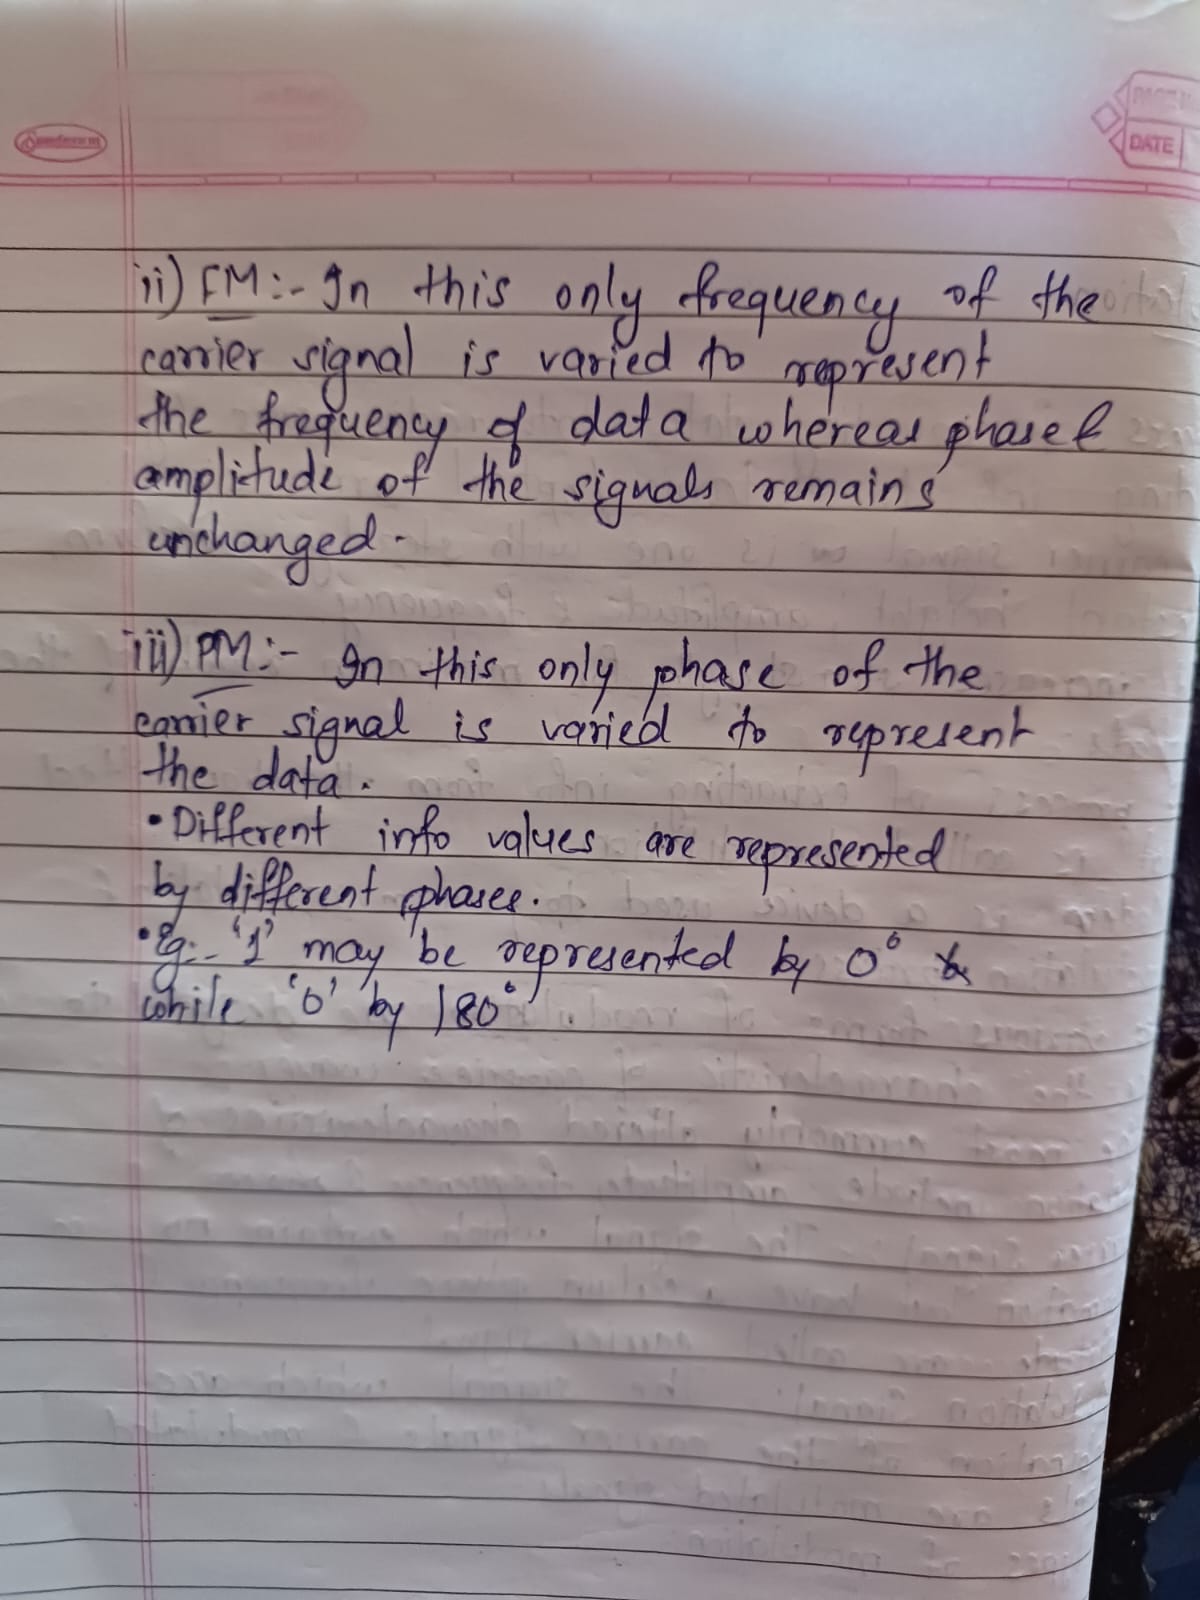 DATE
ii) FM:- In this only frequency of the
carrier signal is varied to represent
the frequency of data whereas phase &
amplitude of the signals remains
unchanged.
iii) PM:- In this only phase of the
carrier signal is varied to represent
the data.
• Different info values are represented
by different phases.
• Eg:- '1' may be represented by 0°
while '0' by 180°.